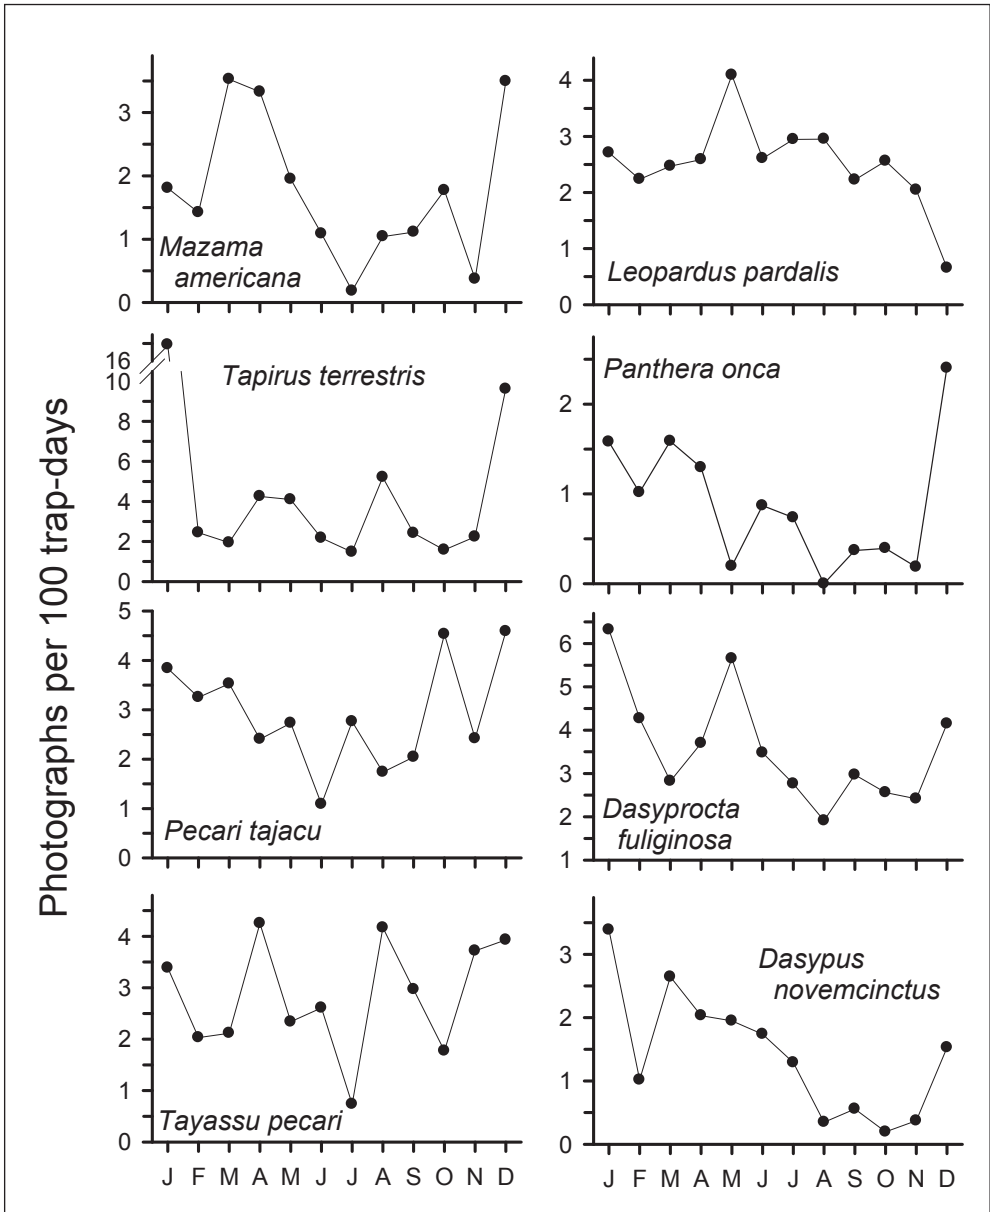 Photographs per 100 trap-days
3
2
1
0
Mazama
americana
J F M A M J J A S O N D
4
3
2
1
0
Leopardus pardalis
J F M A M J J A S O N D
16
10
8
6
4
2
0
Tapirus terrestris
J F M A M J J A S O N D
2
1
0
Panthera onca
J F M A M J J A S O N D
5
4
3
2
1
0
Pecari tajacu
J F M A M J J A S O N D
6
5
4
3
2
1
Dasyprocta
fuliginosa
J F M A M J J A S O N D
4
3
2
1
0
Tayassu pecari
J F M A M J J A S O N D
3
2
1
0
Dasypus
novemcinctus
J F M A M J J A S O N D